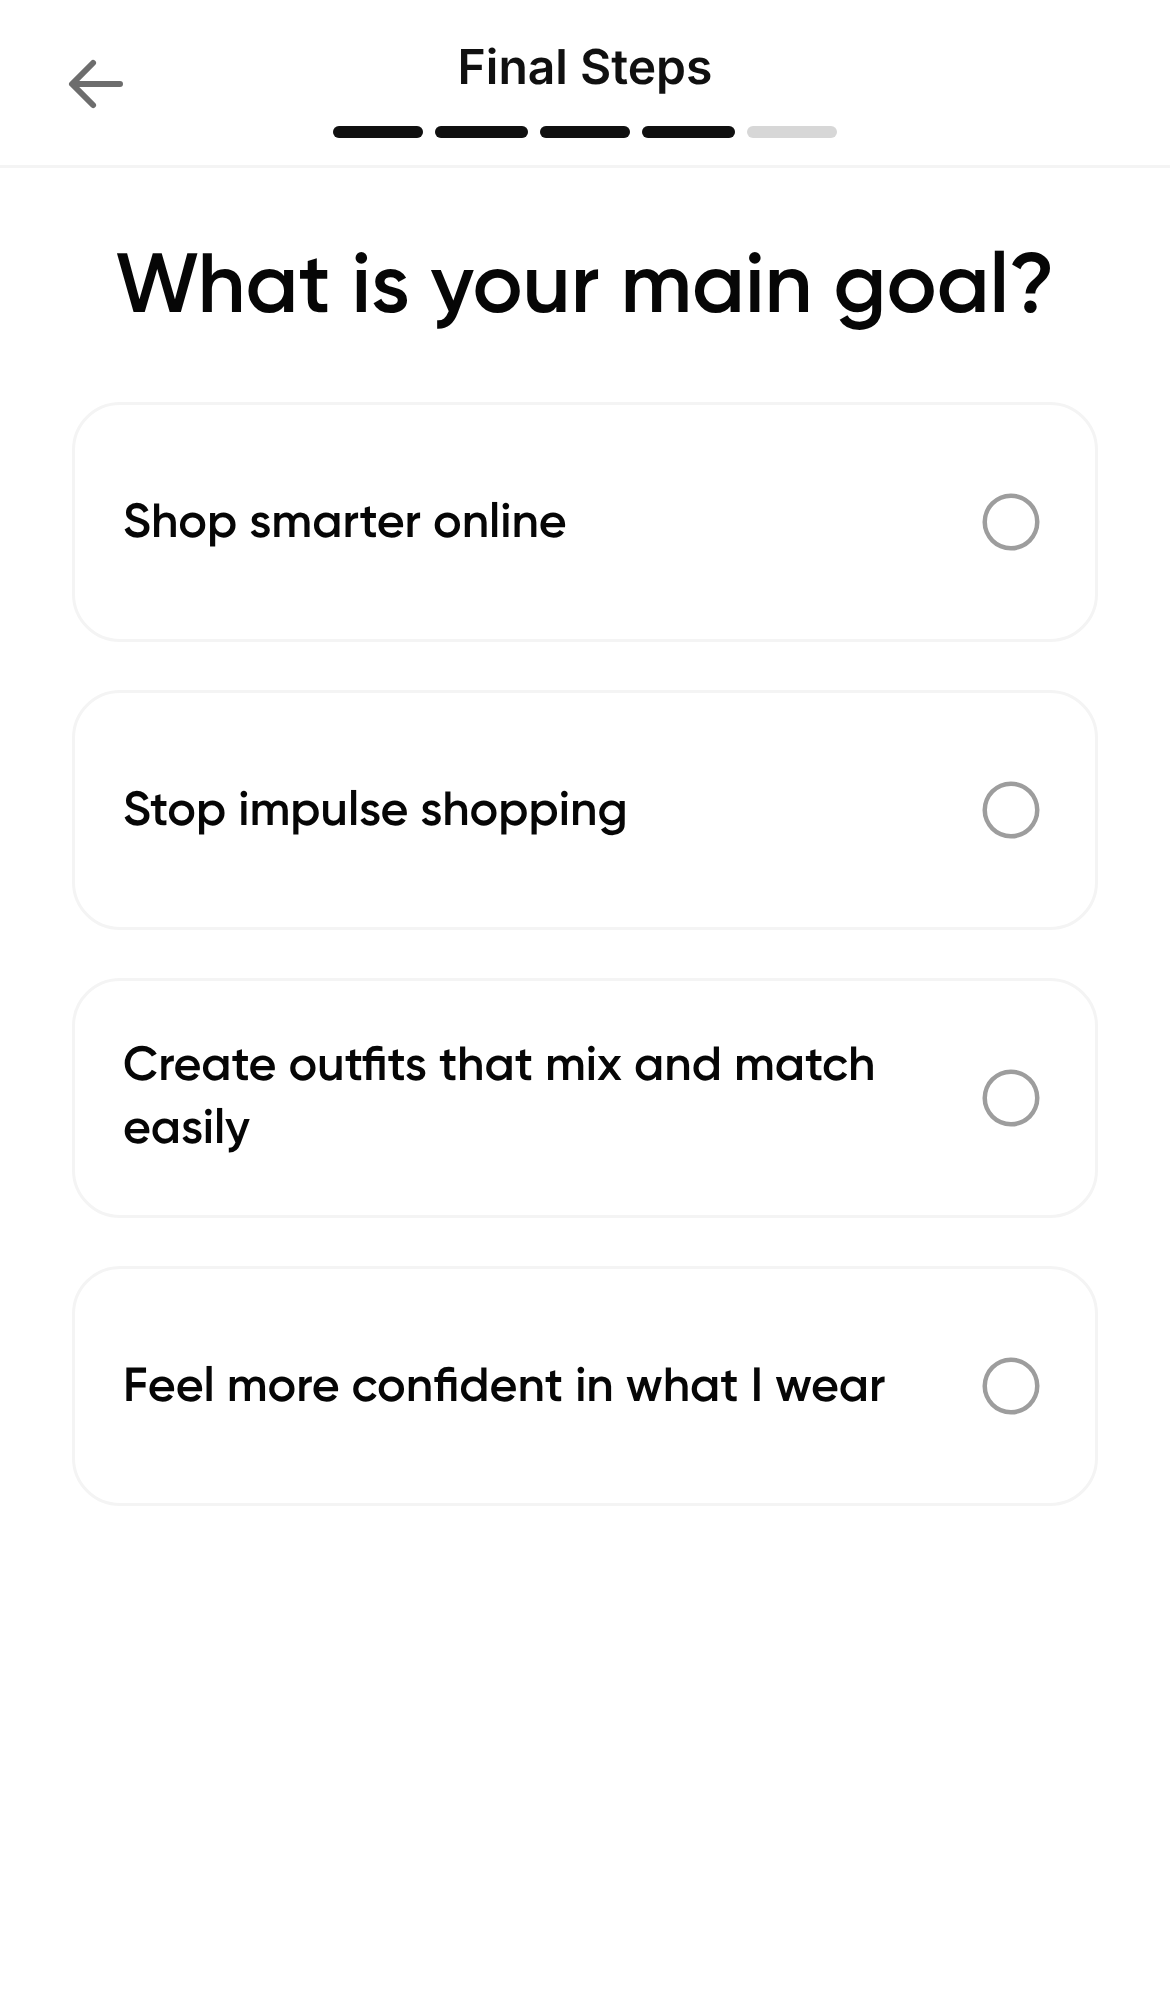 Final Steps
What is your main goal?
Shop smarter online
Stop impulse shopping
Create outfits that mix and match
easily
Feel more confident in what I wear